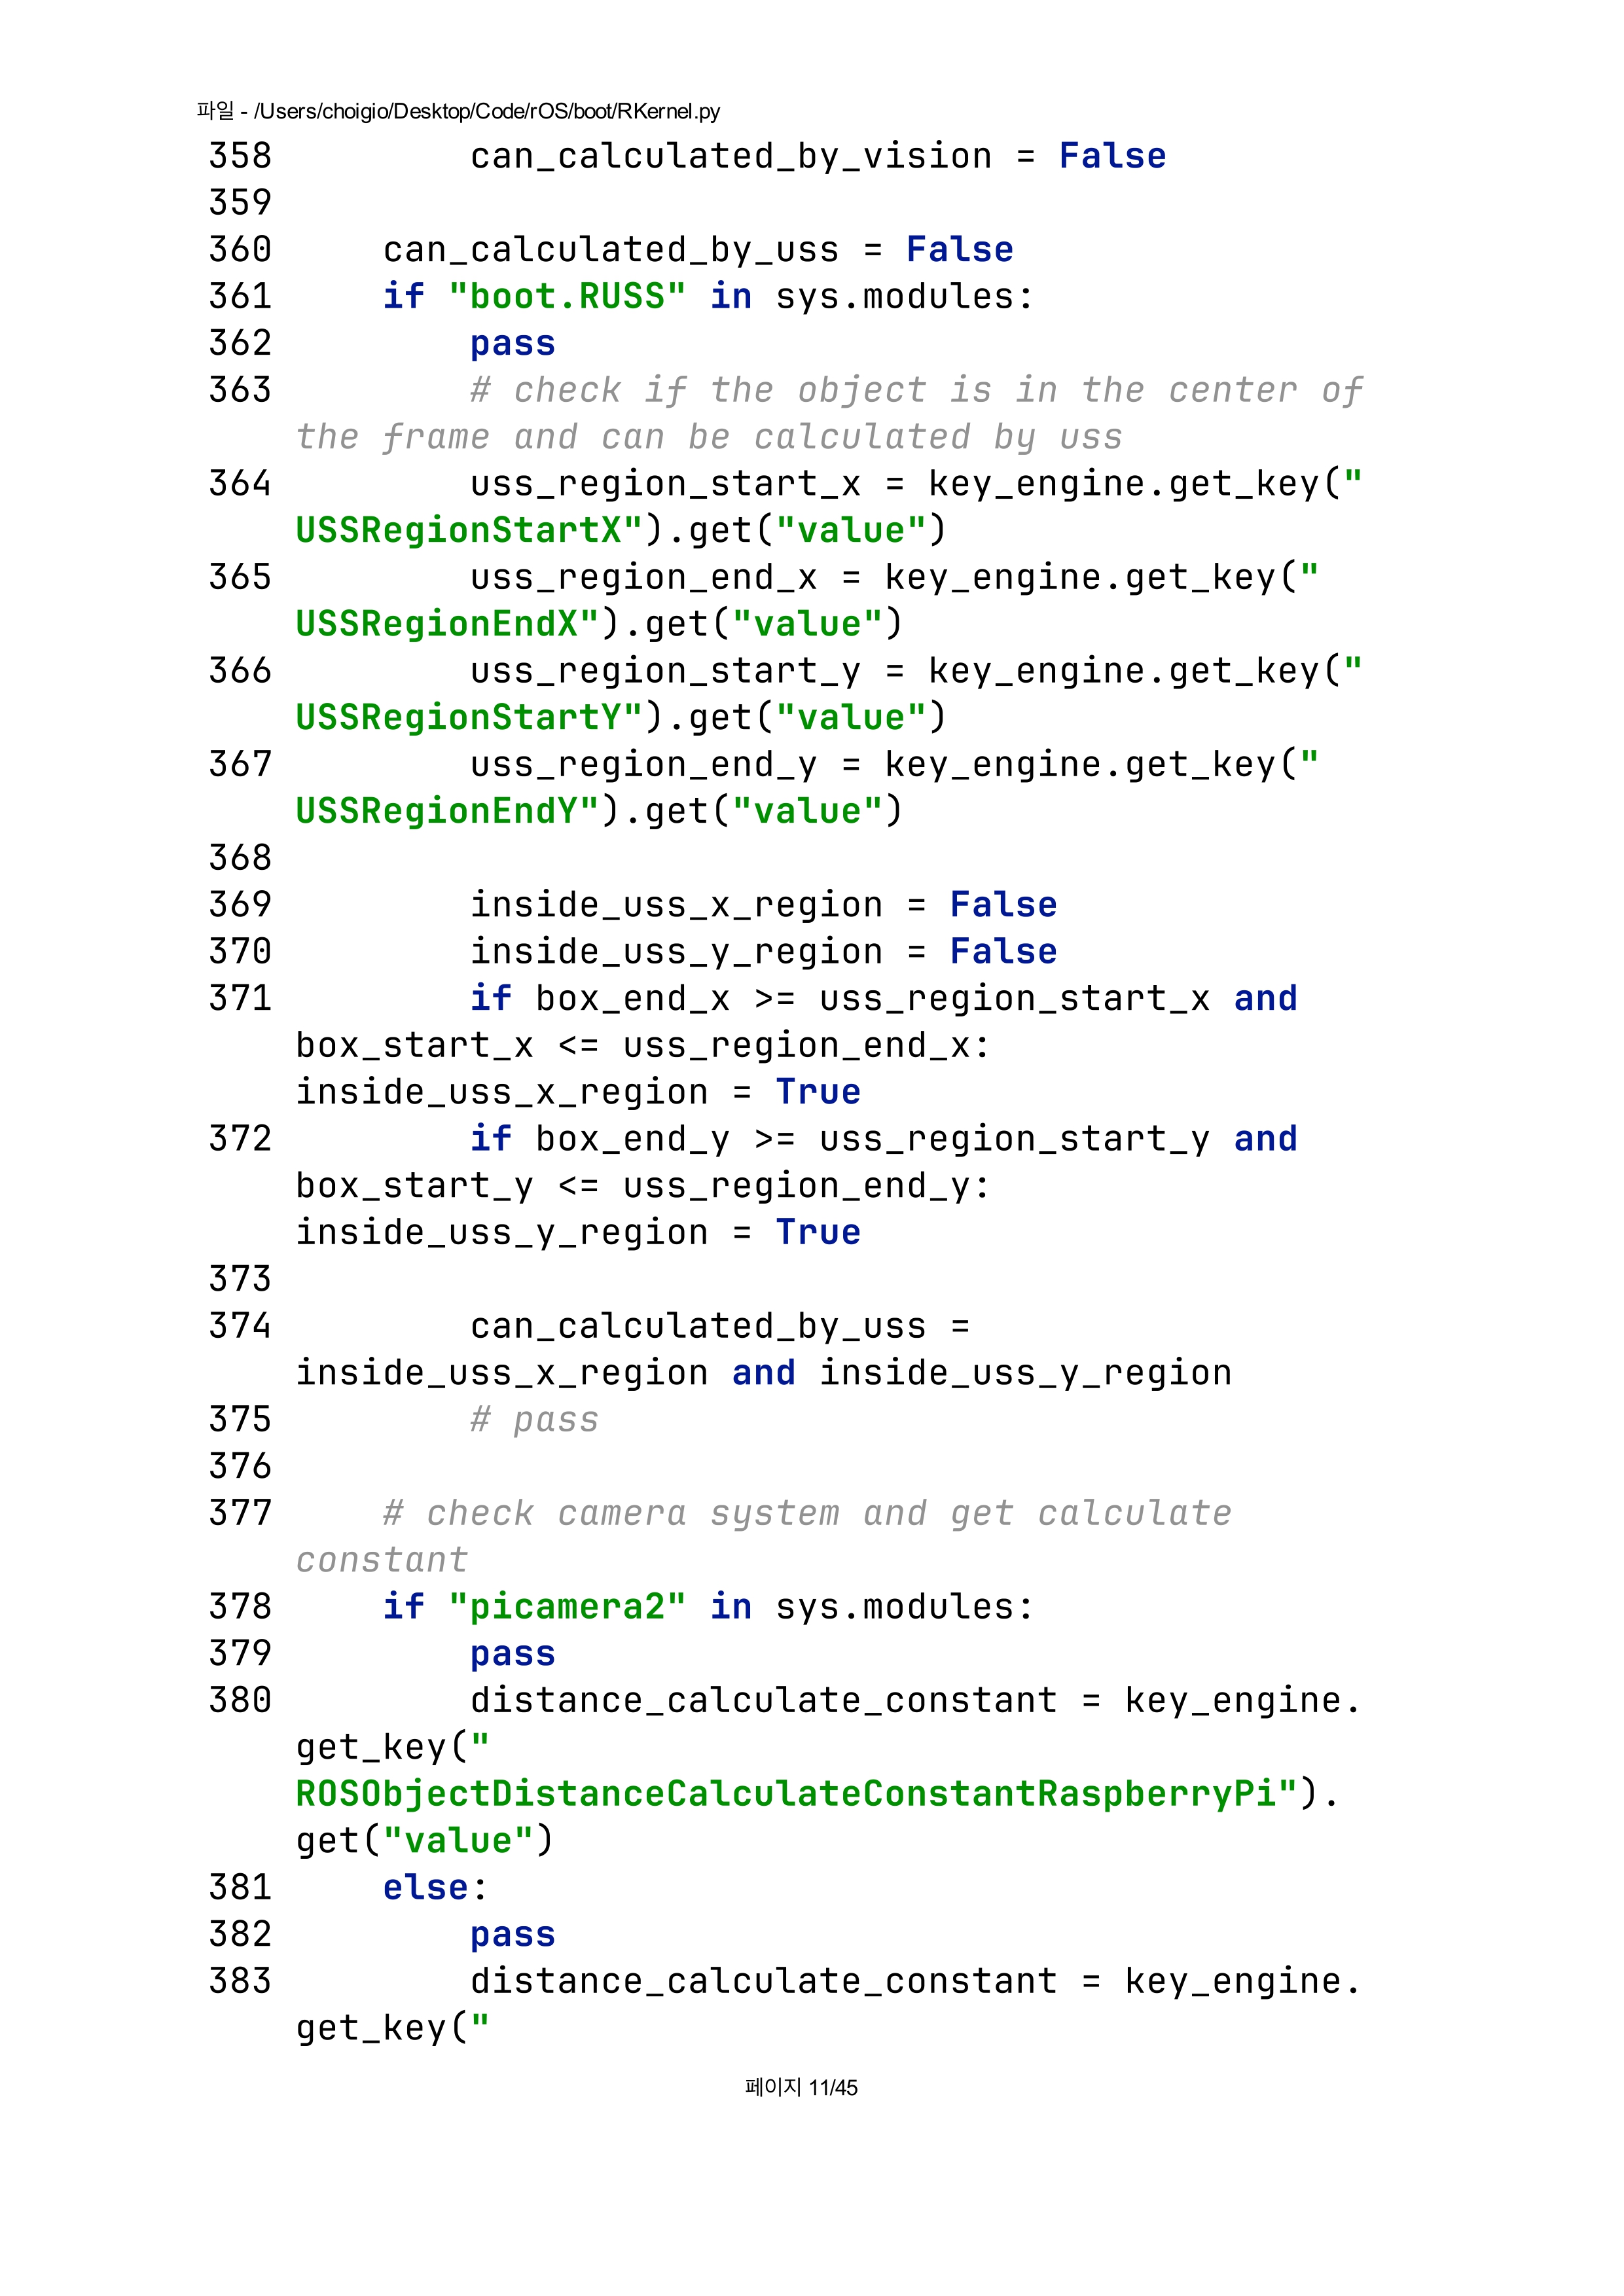 파일 - /Users/choigio/Desktop/Code/rOS/boot/RKernel.py
358         can_calculated_by_vision = False
359
360     can_calculated_by_uss = False
361     if "boot.RUSS" in sys.modules:
362         pass
363         # check if the object is in the center of
    the frame and can be calculated by uss
364         uss_region_start_x = key_engine.get_key("
    USSRegionStartX").get("value")
365         uss_region_end_x = key_engine.get_key("
    USSRegionEndX").get("value")
366         uss_region_start_y = key_engine.get_key("
    USSRegionStartY").get("value")
367         uss_region_end_y = key_engine.get_key("
    USSRegionEndY").get("value")
368
369         inside_uss_x_region = False
370         inside_uss_y_region = False
371         if box_end_x >= uss_region_start_x and
    box_start_x <= uss_region_end_x:
    inside_uss_x_region = True
372         if box_end_y >= uss_region_start_y and
    box_start_y <= uss_region_end_y:
    inside_uss_y_region = True
373
374         can_calculated_by_uss =
    inside_uss_x_region and inside_uss_y_region
375         # pass
376
377     # check camera system and get calculate
    constant
378     if "picamera2" in sys.modules:
379         pass
380         distance_calculate_constant = key_engine.
    get_key("
    ROSObjectDistanceCalculateConstantRaspberryPi").
    get("value")
381     else:
382         pass
383         distance_calculate_constant = key_engine.
    get_key("
페이지 11/45